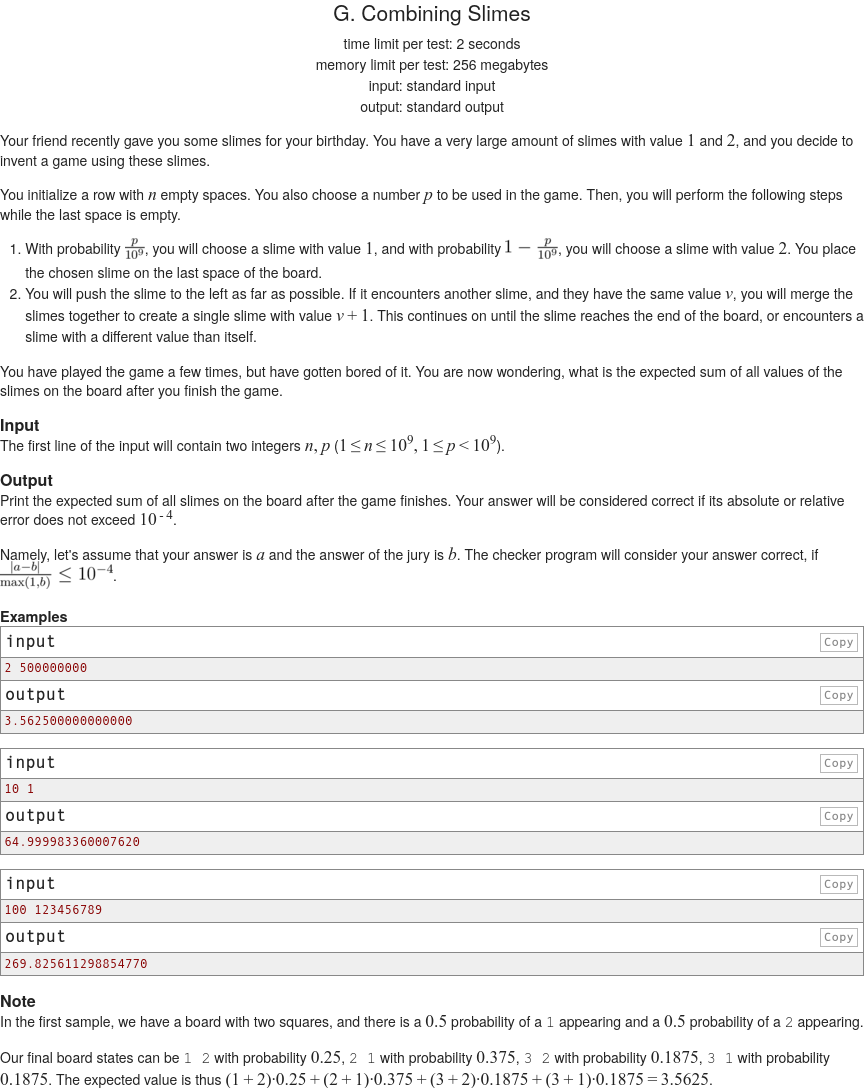 G. Combining Slimes
time limit per test: 2 seconds
memory limit per test: 256 megabytes
input: standard input
output: standard output
Your friend recently gave you some slimes for your birthday. You have a very large amount of slimes with value 1 and 2, and you decide to
invent a game using these slimes.
You initialize a row with n empty spaces. You also choose a number p to be used in the game. Then, you will perform the following steps
while the last space is empty.
1. With probability p/10^9, you will choose a slime with value 1, and with probability 1 − p/10^9, you will choose a slime with value 2. You place
the chosen slime on the last space of the board.
2. You will push the slime to the left as far as possible. If it encounters another slime, and they have the same value v, you will merge the
slimes together to create a single slime with value v + 1. This continues on until the slime reaches the end of the board, or encounters a
slime with a different value than itself.
You have played the game a few times, but have gotten bored of it. You are now wondering, what is the expected sum of all values of the
slimes on the board after you finish the game.
Input
The first line of the input will contain two integers n, p (1 ≤ n ≤ 10^9, 1 ≤ p < 10^9).
Output
Print the expected sum of all slimes on the board after the game finishes. Your answer will be considered correct if its absolute or relative
error does not exceed 10^-4.
Namely, let's assume that your answer is a and the answer of the jury is b. The checker program will consider your answer correct, if
|a−b|/max(1,b) ≤ 10^−4.
Examples
input Copy
2 500000000
output Copy
3.562500000000000
input Copy
10 1
output Copy
64.999983360007620
input Copy
100 123456789
output Copy
269.825611298854770
Note
In the first sample, we have a board with two squares, and there is a 0.5 probability of a 1 appearing and a 0.5 probability of a 2 appearing.
Our final board states can be 1 2 with probability 0.25, 2 1 with probability 0.375, 3 2 with probability 0.1875, 3 1 with probability
0.1875. The expected value is thus (1 + 2)·0.25 + (2 + 1)·0.375 + (3 + 2)·0.1875 + (3 + 1)·0.1875 = 3.5625.